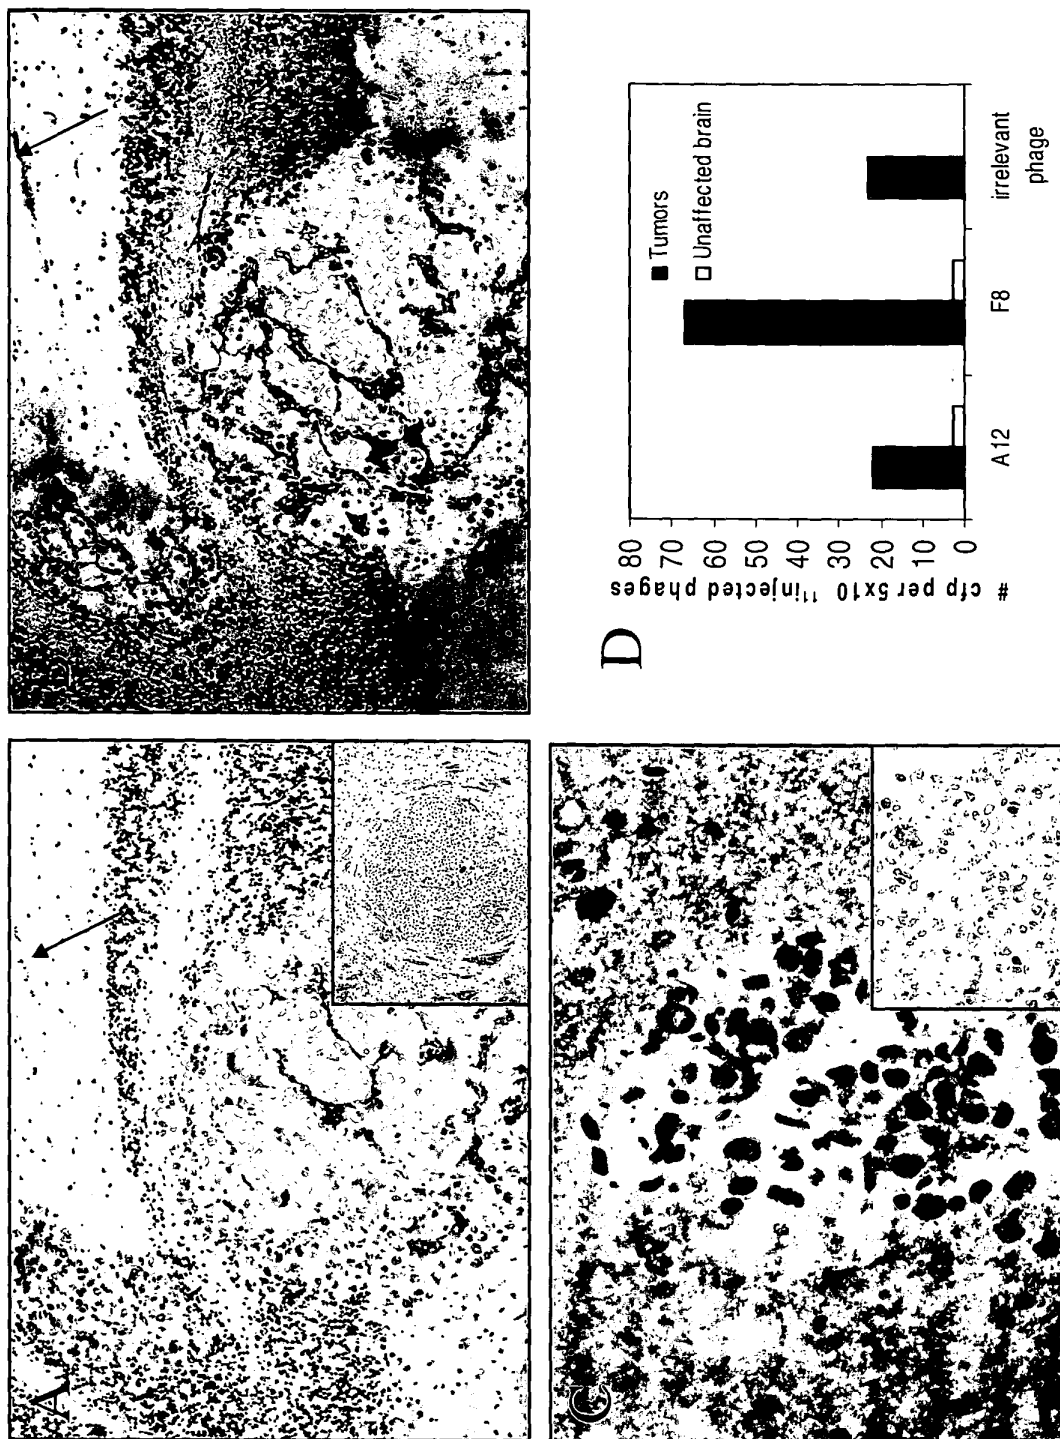 A
C
D
# cfp per 5x10 11 injected phages
80
70
60
50
40
30
20
10
0
Tumors
Unaffected brain
A12
F8
irrelevant
phage